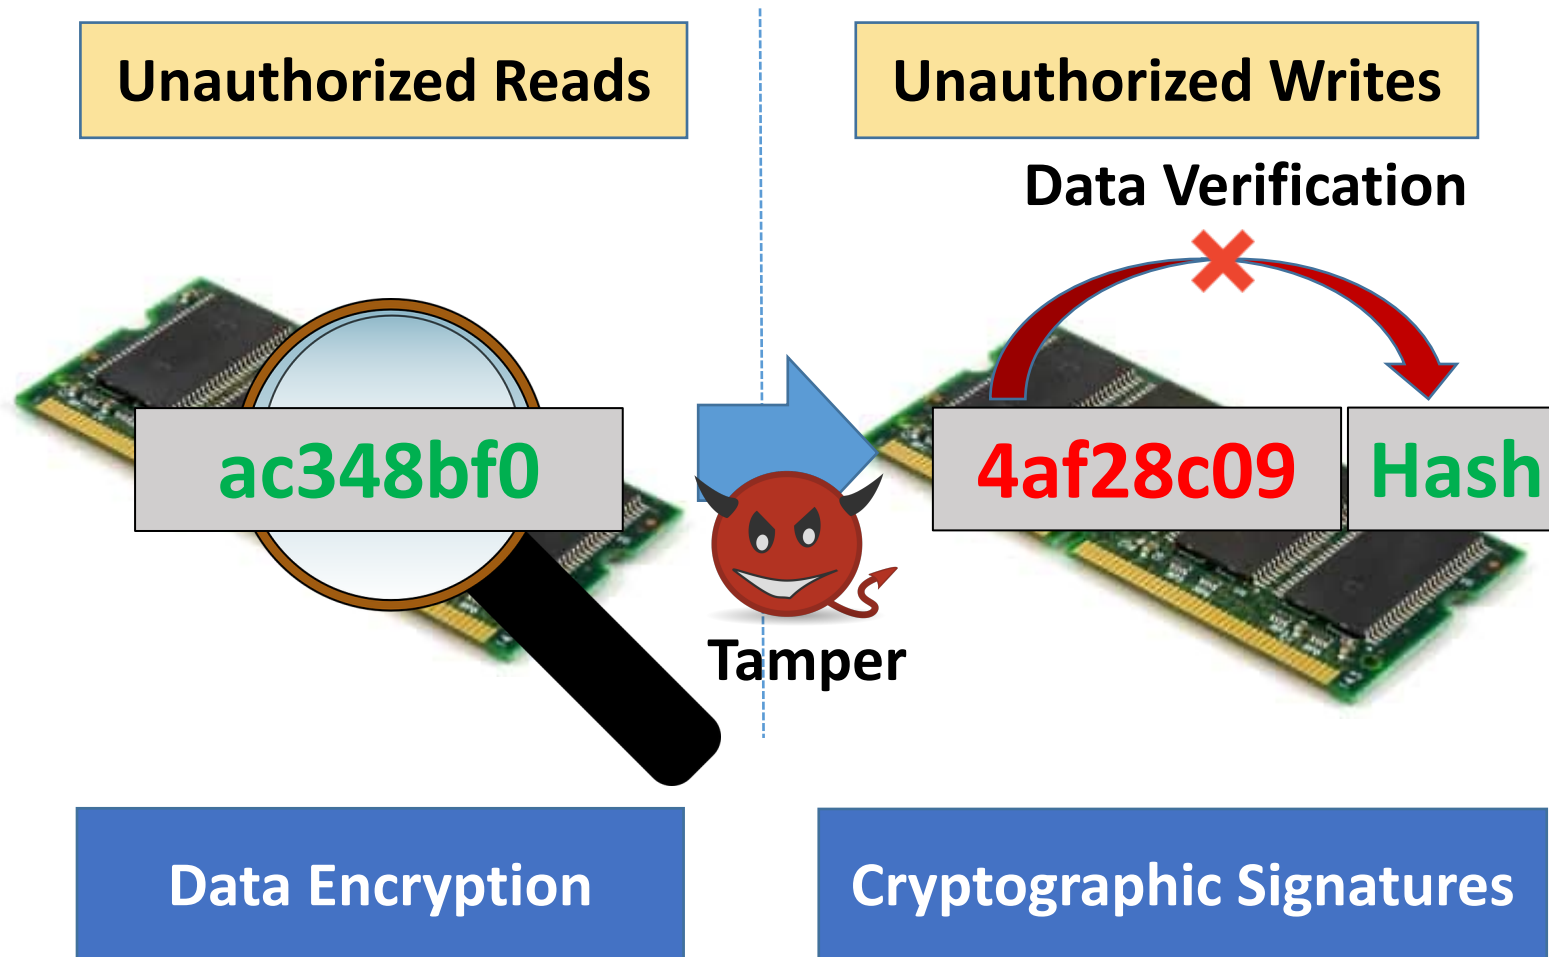 Unauthorized Reads
Unauthorized Writes
Data Verification
ac348bf0
4af28c09
Hash
Tamper
Data Encryption
Cryptographic Signatures